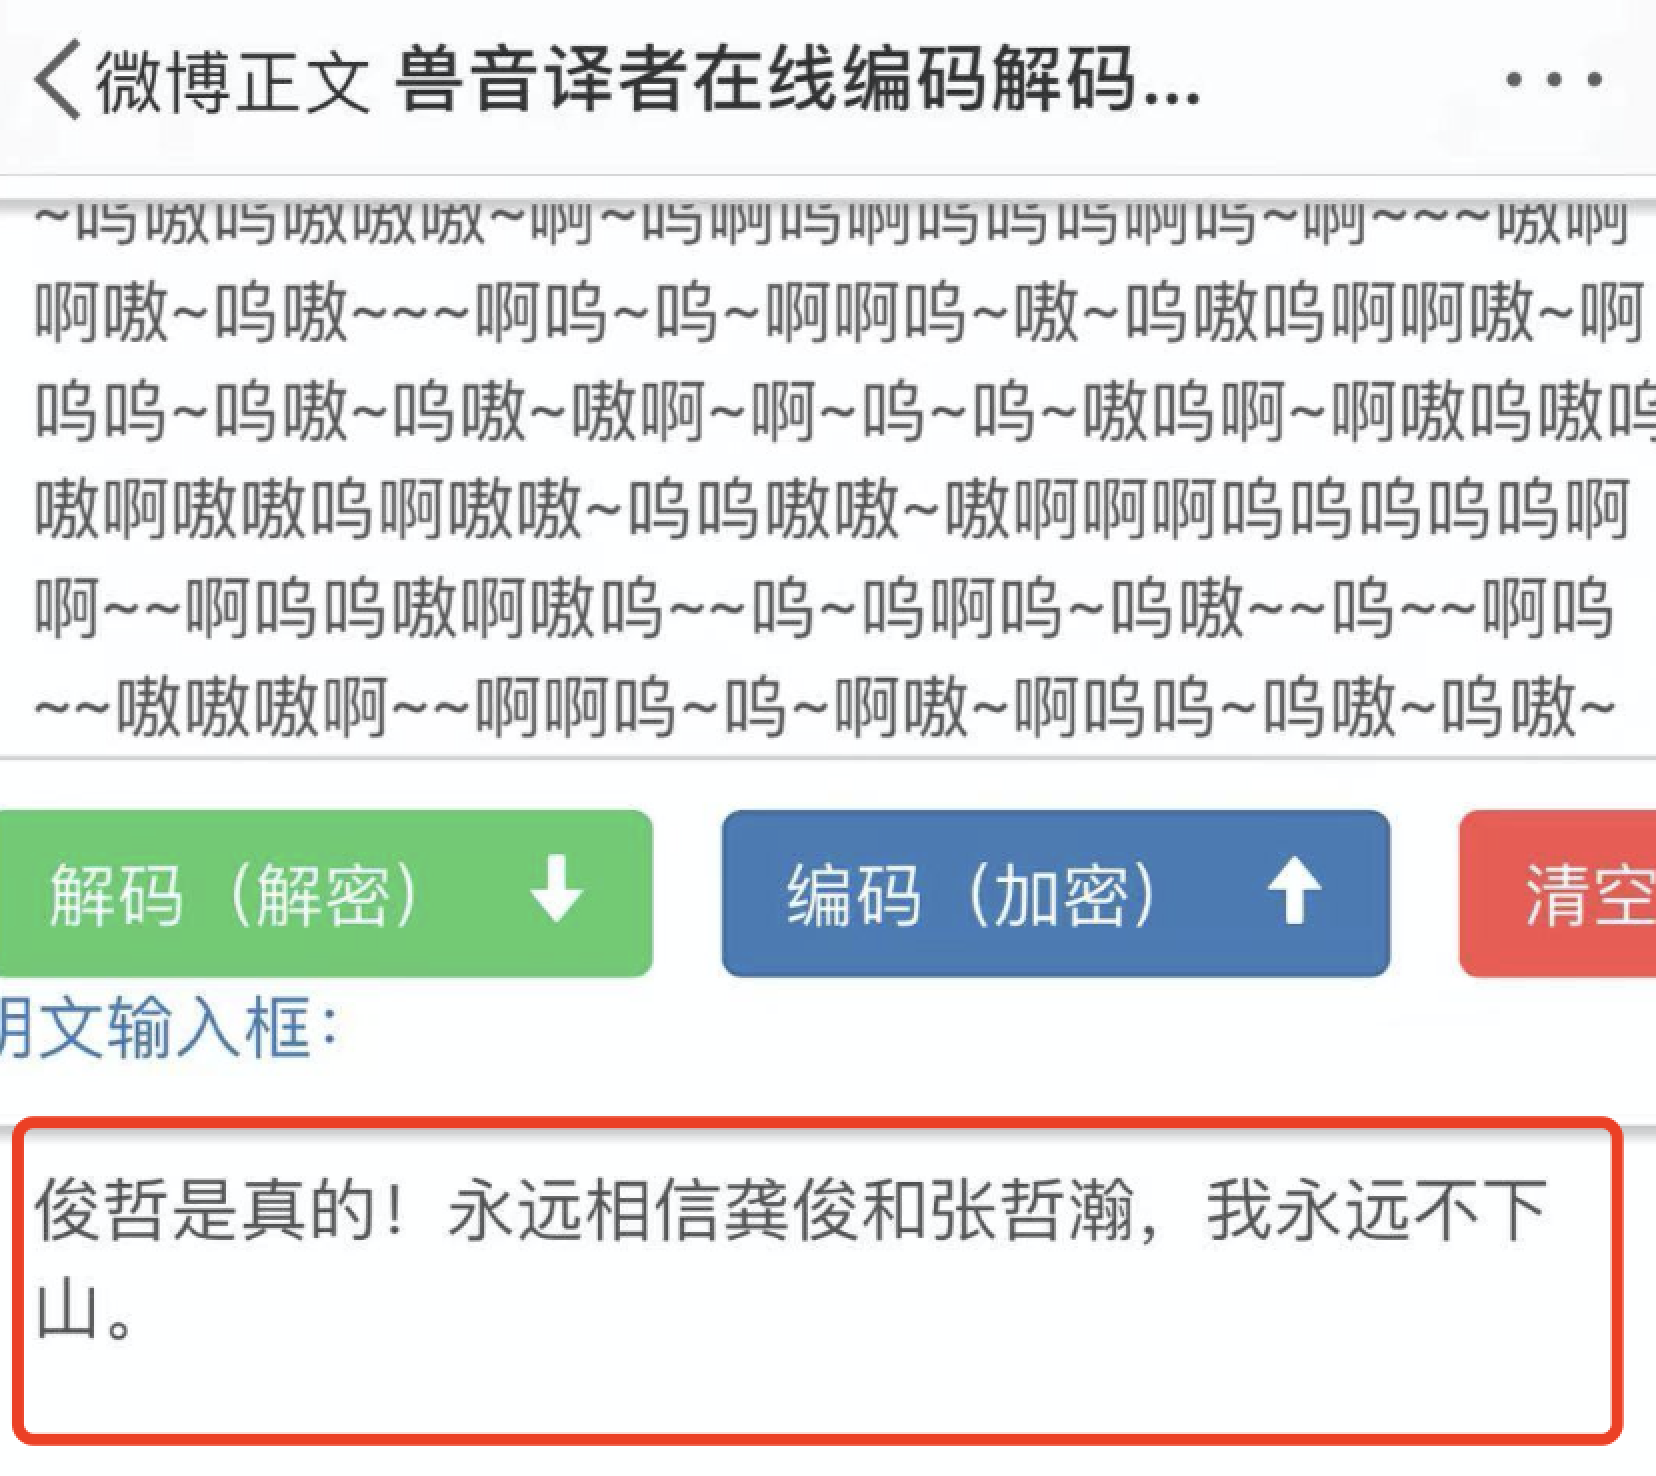 微博正文 兽音译者在线编码解码...
~呜嗷呜嗷嗷嗷~啊~呜啊呜啊呜呜呜啊呜~啊~~~嗷啊
啊嗷~呜嗷~~~啊呜~呜~啊啊呜~嗷~呜嗷呜啊啊嗷~啊
呜呜~呜嗷~呜嗷~嗷啊~啊~呜~呜~嗷呜啊~啊嗷呜嗷呜
嗷啊嗷嗷呜啊嗷嗷~呜呜嗷嗷~嗷啊啊啊呜呜呜呜呜啊
啊~~啊呜呜嗷啊嗷呜~~呜~呜啊呜~呜嗷~~呜~~啊呜
~~嗷嗷嗷啊~~啊啊呜~呜~啊嗷~啊呜呜~呜嗷~呜嗷~
解码（解密） 编码（加密） 清空
明文输入框：
俊哲是真的！永远相信龚俊和张哲瀚，我永远不下
山。